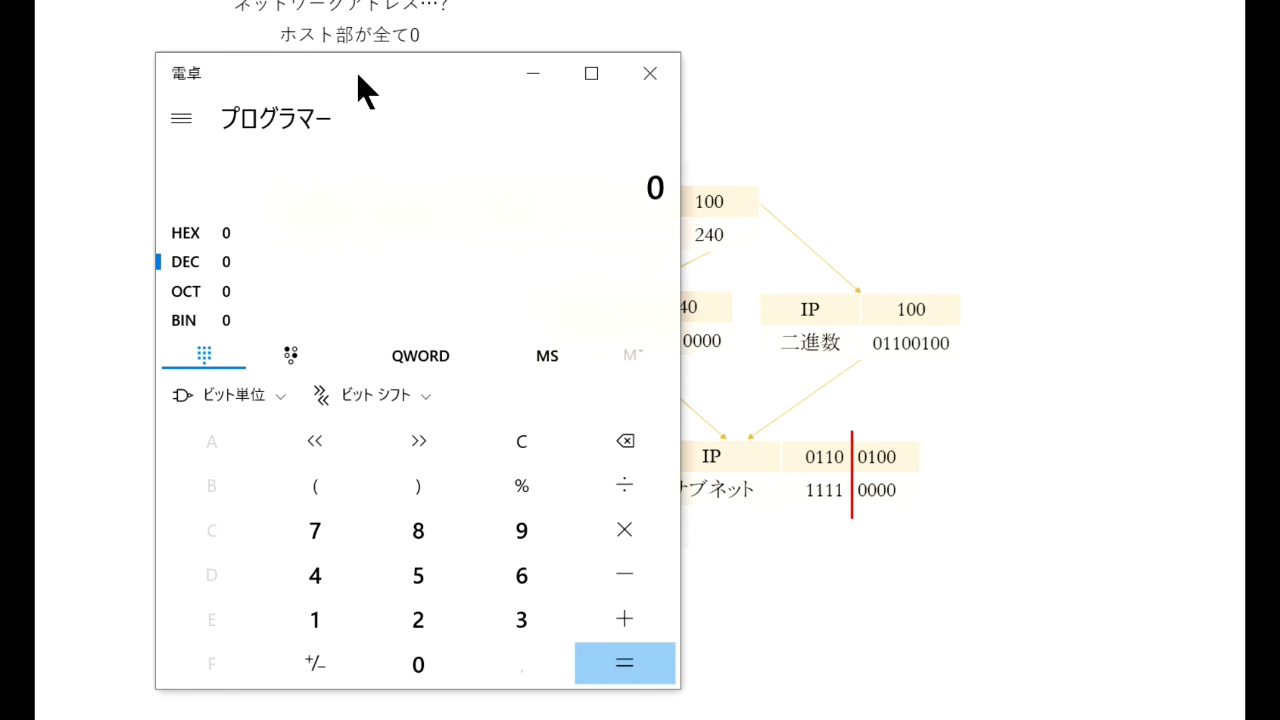 ネットワークアドレス…?
ホスト部が全て0
電卓
プログラマー
0
HEX 0
DEC 0
OCT 0
BIN 0
QWORD MS M
ビット単位 ビット シフト
A << >> C
B ( ) % ÷
C 7 8 9 ×
D 4 5 6 −
E 1 2 3 +
F +/− 0 . =
100
240
40
0000
IP 100
二進数 01100100
IP 0110 0100
サブネット 1111 0000